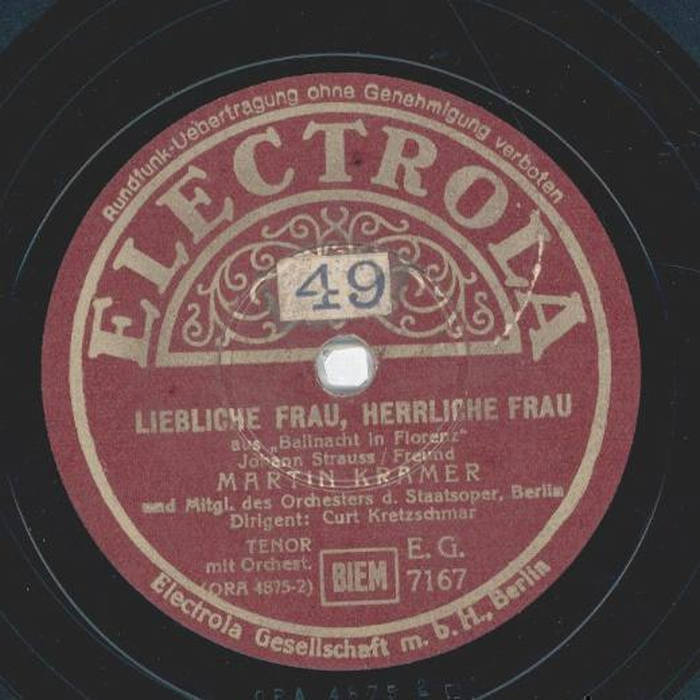 Rundfunk-Uebertragung ohne Genehmigung verboten
ELECTROLA
49
LIEBLICHE FRAU, HERRLICHE FRAU
aus „Ballnacht in Florenz"
Johann Strauss / Freund
MARTIN KRAMER
und Mitgl. des Orchesters d. Staatsoper, Berlin
Dirigent: Curt Kretzschmar
TENOR
mit Orchest.
(ORA 4875-2)
BIEM
E. G.
7167
Electrola Gesellschaft m. b. H., Berlin